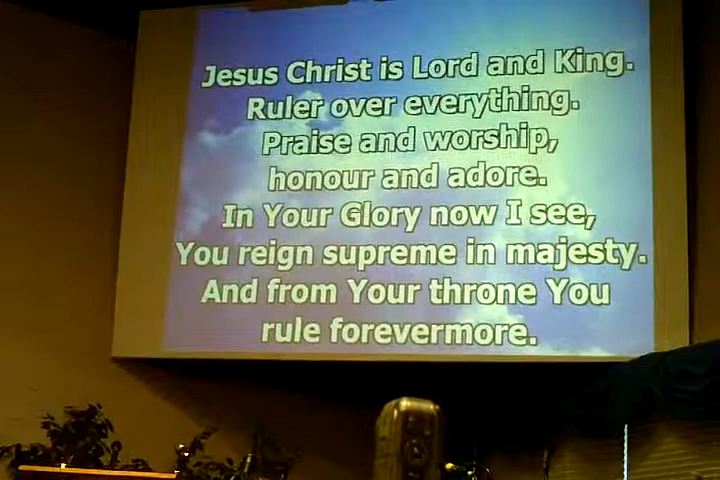 Jesus Christ is Lord and King.
Ruler over everything.
Praise and worship,
honour and adore.
In Your Glory now I see,
You reign supreme in majesty.
And from Your throne You
rule forevermore.